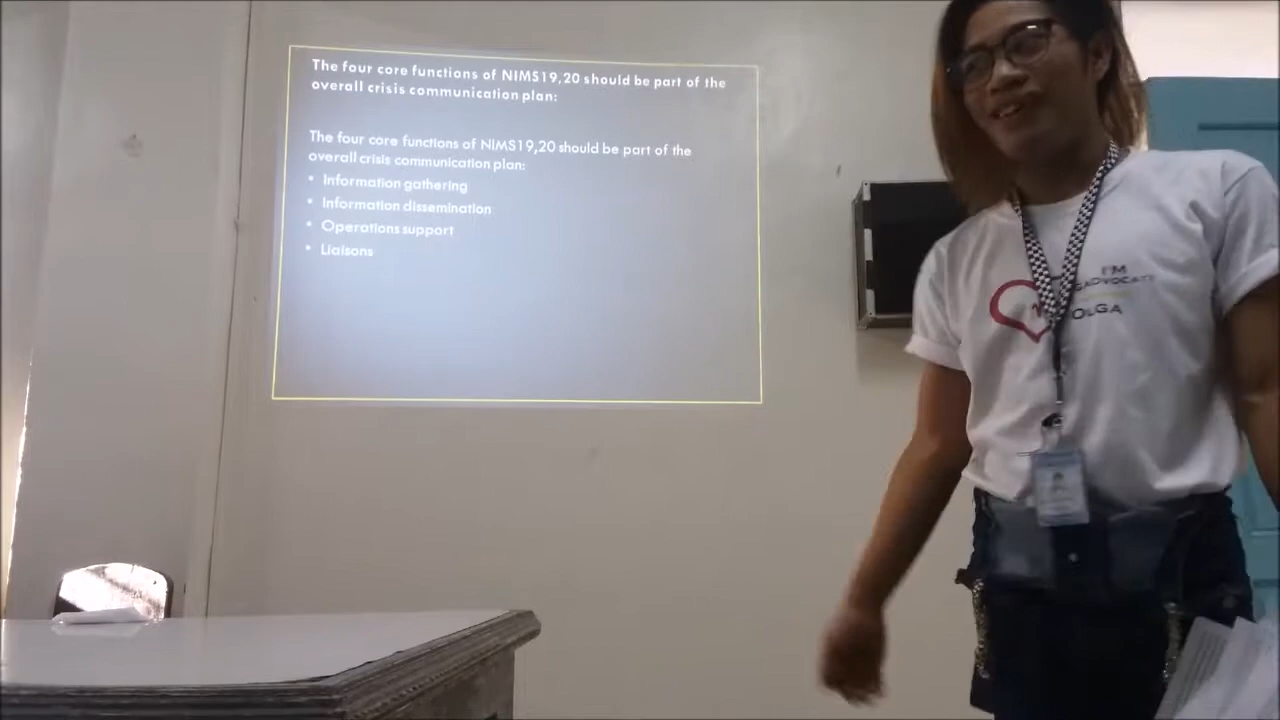 The four core functions of NIMS19,20 should be part of the
overall crisis communication plan:
The four core functions of NIMS19,20 should be part of the
overall crisis communication plan:
• Information gathering
• Information dissemination
• Operations support
• Liaisons
I'M